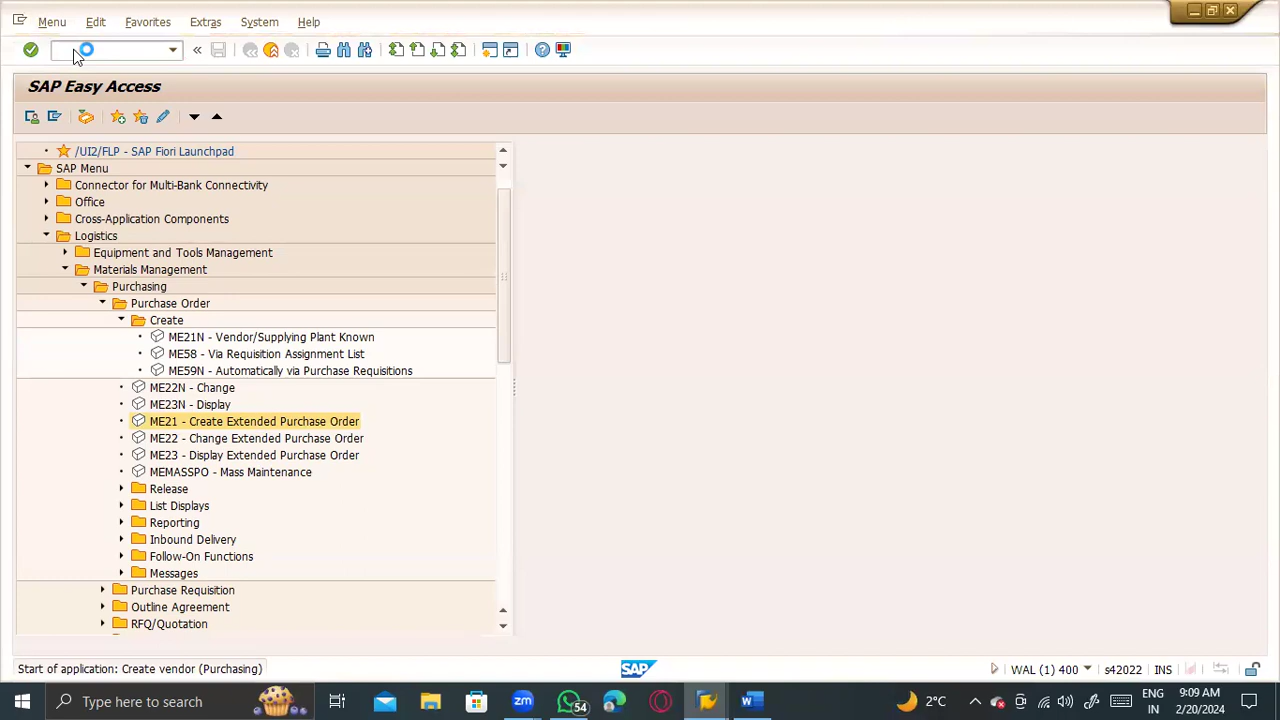 Menu Edit Favorites Extras System Help
SAP Easy Access
/UI2/FLP - SAP Fiori Launchpad
SAP Menu
Connector for Multi-Bank Connectivity
Office
Cross-Application Components
Logistics
Equipment and Tools Management
Materials Management
Purchasing
Purchase Order
Create
ME21N - Vendor/Supplying Plant Known
ME58 - Via Requisition Assignment List
ME59N - Automatically via Purchase Requisitions
ME22N - Change
ME23N - Display
ME21 - Create Extended Purchase Order
ME22 - Change Extended Purchase Order
ME23 - Display Extended Purchase Order
MEMASSPO - Mass Maintenance
Release
List Displays
Reporting
Inbound Delivery
Follow-On Functions
Messages
Purchase Requisition
Outline Agreement
RFQ/Quotation
Start of application: Create vendor (Purchasing) SAP WAL (1) 400 s42022 INS
Type here to search zm 54 2°C ENG IN 9:09 AM 2/20/2024